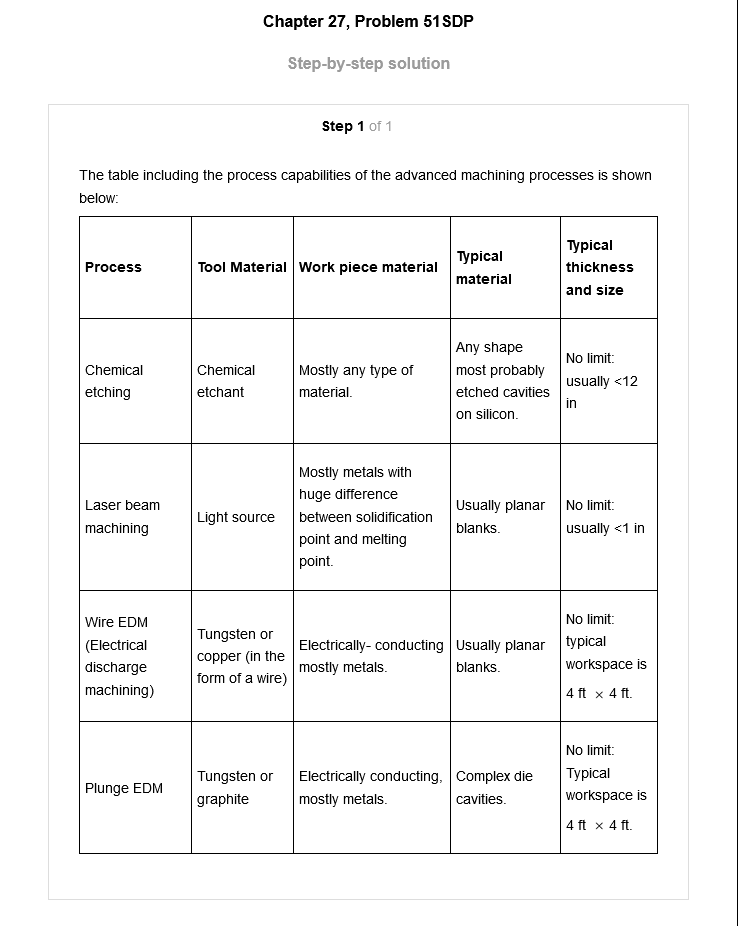 Chapter 27, Problem 51SDP
Step-by-step solution
Step 1 of 1
The table including the process capabilities of the advanced machining processes is shown
below:
Process
Tool Material
Work piece material
Typical
material
Typical
thickness
and size
Chemical
etching
Chemical
etchant
Mostly any type of
material.
Any shape
most probably
etched cavities
on silicon.
No limit:
usually <12
in
Laser beam
machining
Light source
Mostly metals with
huge difference
between solidification
point and melting
point.
Usually planar
blanks.
No limit:
usually <1 in
Wire EDM
(Electrical
discharge
machining)
Tungsten or
copper (in the
form of a wire)
Electrically- conducting
mostly metals.
Usually planar
blanks.
No limit:
typical
workspace is
4 ft × 4 ft.
Plunge EDM
Tungsten or
graphite
Electrically conducting,
mostly metals.
Complex die
cavities.
No limit:
Typical
workspace is
4 ft × 4 ft.